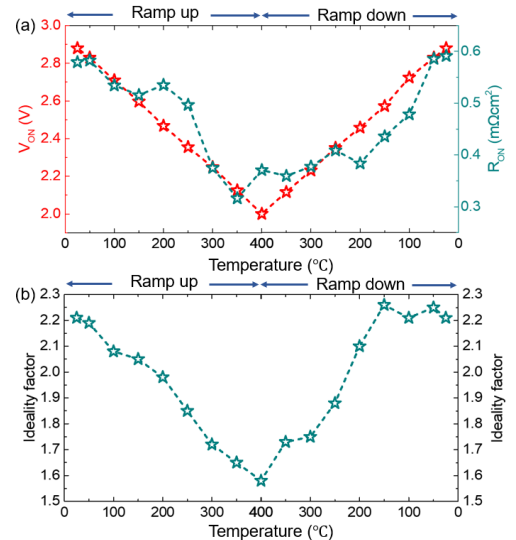 (a)
Ramp up
Ramp down
3.0
2.8
2.6
2.4
2.2
2.0
V_ON (V)
0.6
0.5
0.4
0.3
R_ON (mΩcm²)
0 100 200 300 400 300 200 100 0
Temperature (℃)
(b)
Ramp up
Ramp down
2.3
2.2
2.1
2.0
1.9
1.8
1.7
1.6
1.5
Ideality factor
2.3
2.2
2.1
2.0
1.9
1.8
1.7
1.6
1.5
Ideality factor
0 100 200 300 400 300 200 100 0
Temperature (℃)